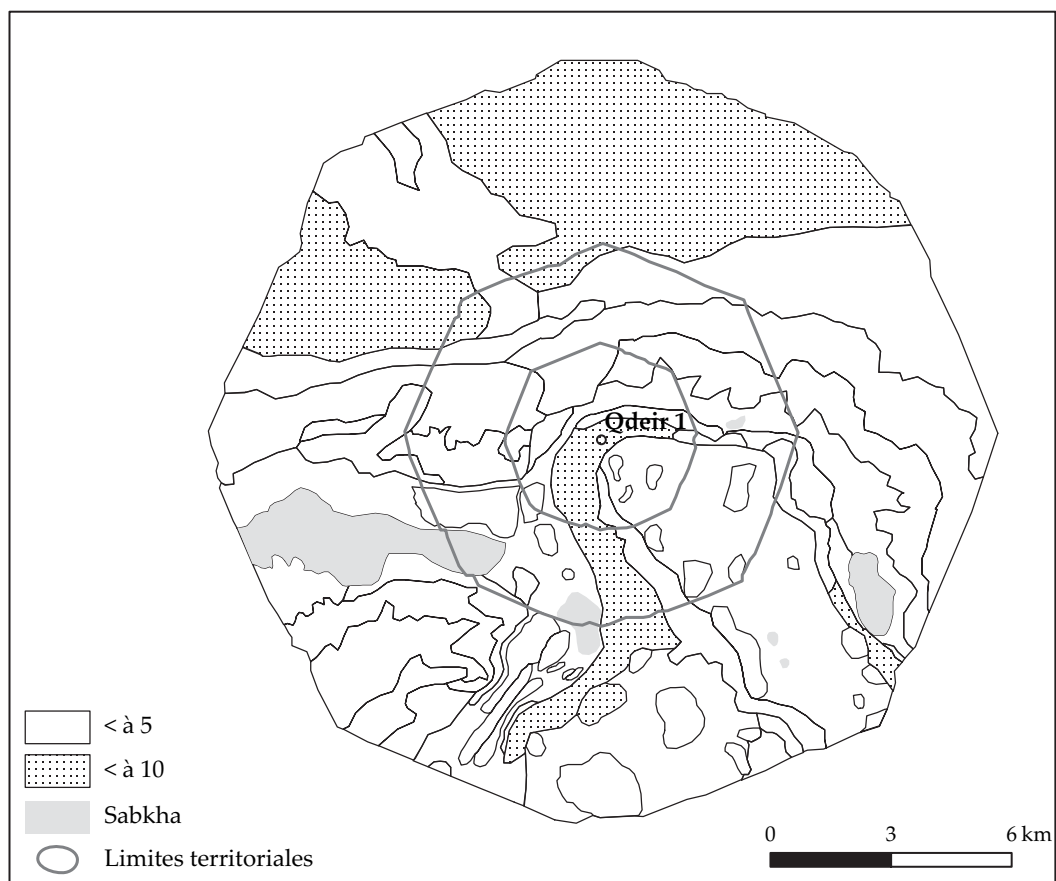 Qdeir 1
< à 5
< à 10
Sabkha
Limites territoriales
0 3 6 km